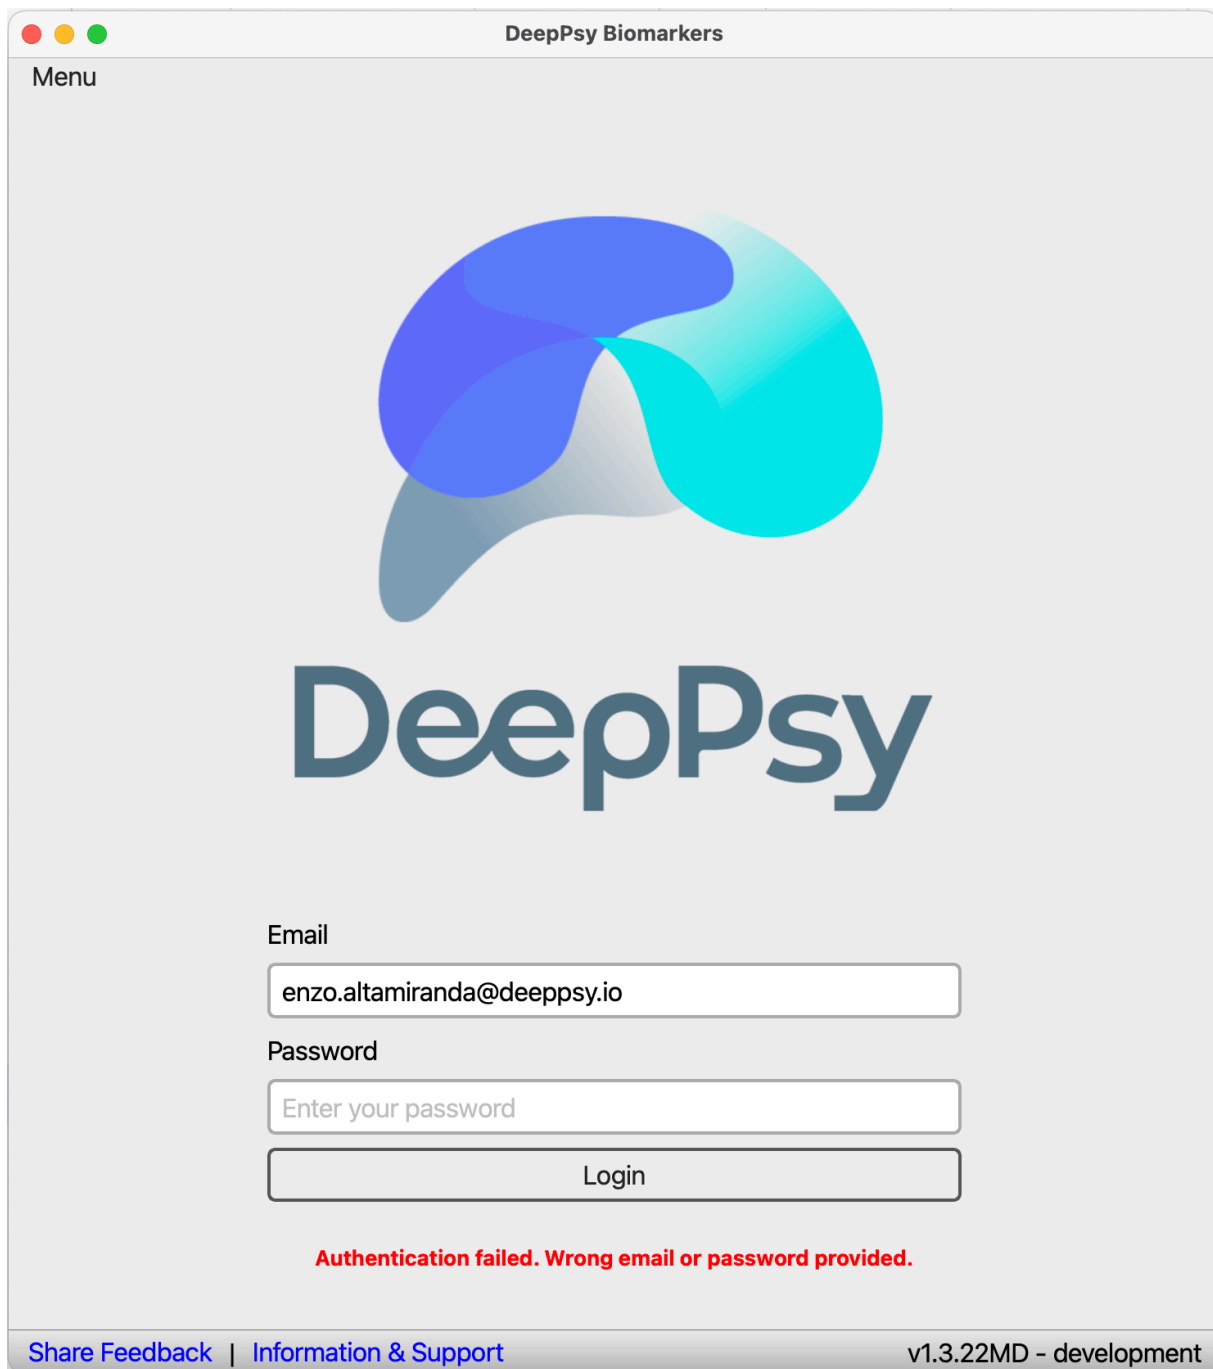 DeepPsy Biomarkers
Menu
DeepPsy
Email
enzo.altamiranda@deeppsy.io
Password
Enter your password
Login
Authentication failed. Wrong email or password provided.
Share Feedback | Information & Support
v1.3.22MD - development